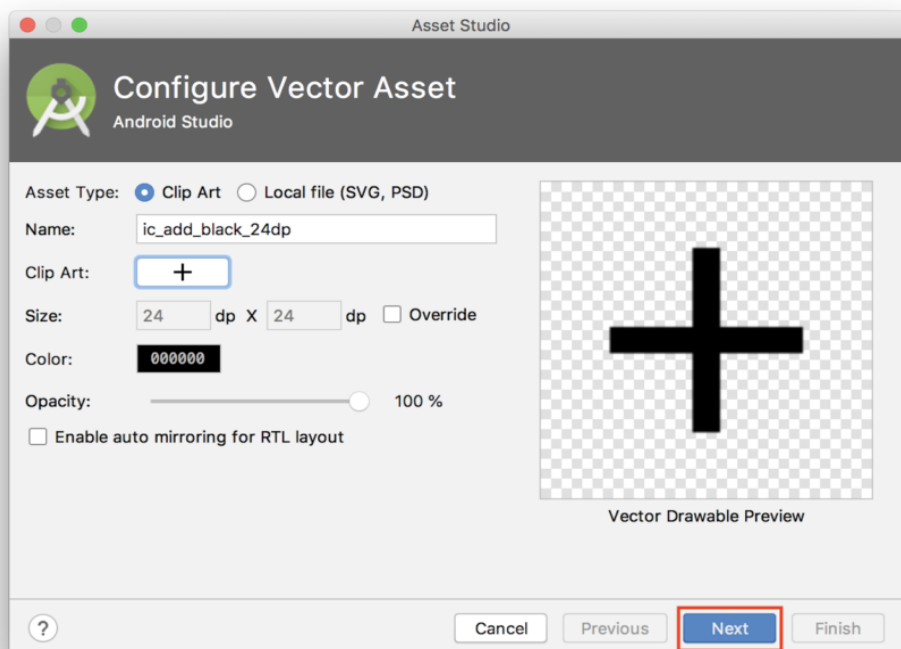 Asset Studio
Configure Vector Asset
Android Studio
Asset Type: Clip Art Local file (SVG, PSD)
Name: ic_add_black_24dp
Clip Art:
Size: 24 dp X 24 dp Override
Color: 000000
Opacity: 100 %
Enable auto mirroring for RTL layout
Vector Drawable Preview
? Cancel Previous Next Finish